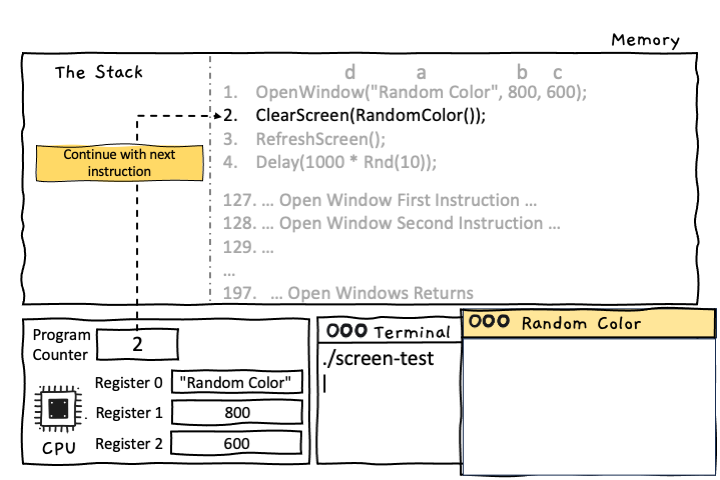 Memory
The Stack
d a b c
1. OpenWindow("Random Color", 800, 600);
2. ClearScreen(RandomColor());
3. RefreshScreen();
4. Delay(1000 * Rnd(10));
Continue with next
instruction
127. ... Open Window First Instruction ...
128. ... Open Window Second Instruction ...
129. ...
...
197. ... Open Windows Returns
Program
Counter
2
Register 0 "Random Color"
Register 1 800
Register 2 600
CPU
Terminal
./screen-test
|
Random Color